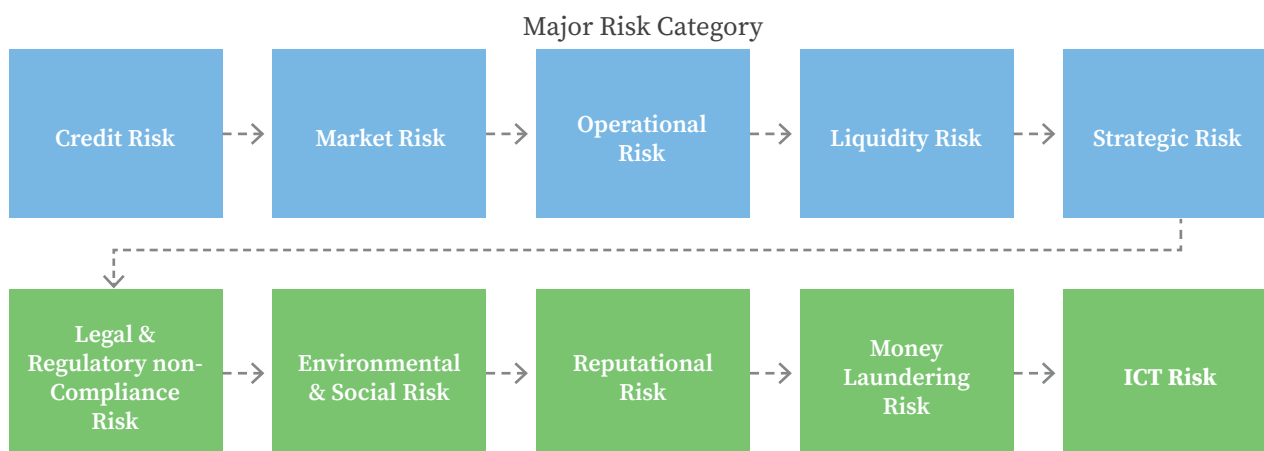 Major Risk Category
Credit Risk
Market Risk
Operational
Risk
Liquidity Risk
Strategic Risk
Legal &
Regulatory non-
Compliance
Risk
Environmental
& Social Risk
Reputational
Risk
Money
Laundering
Risk
ICT Risk